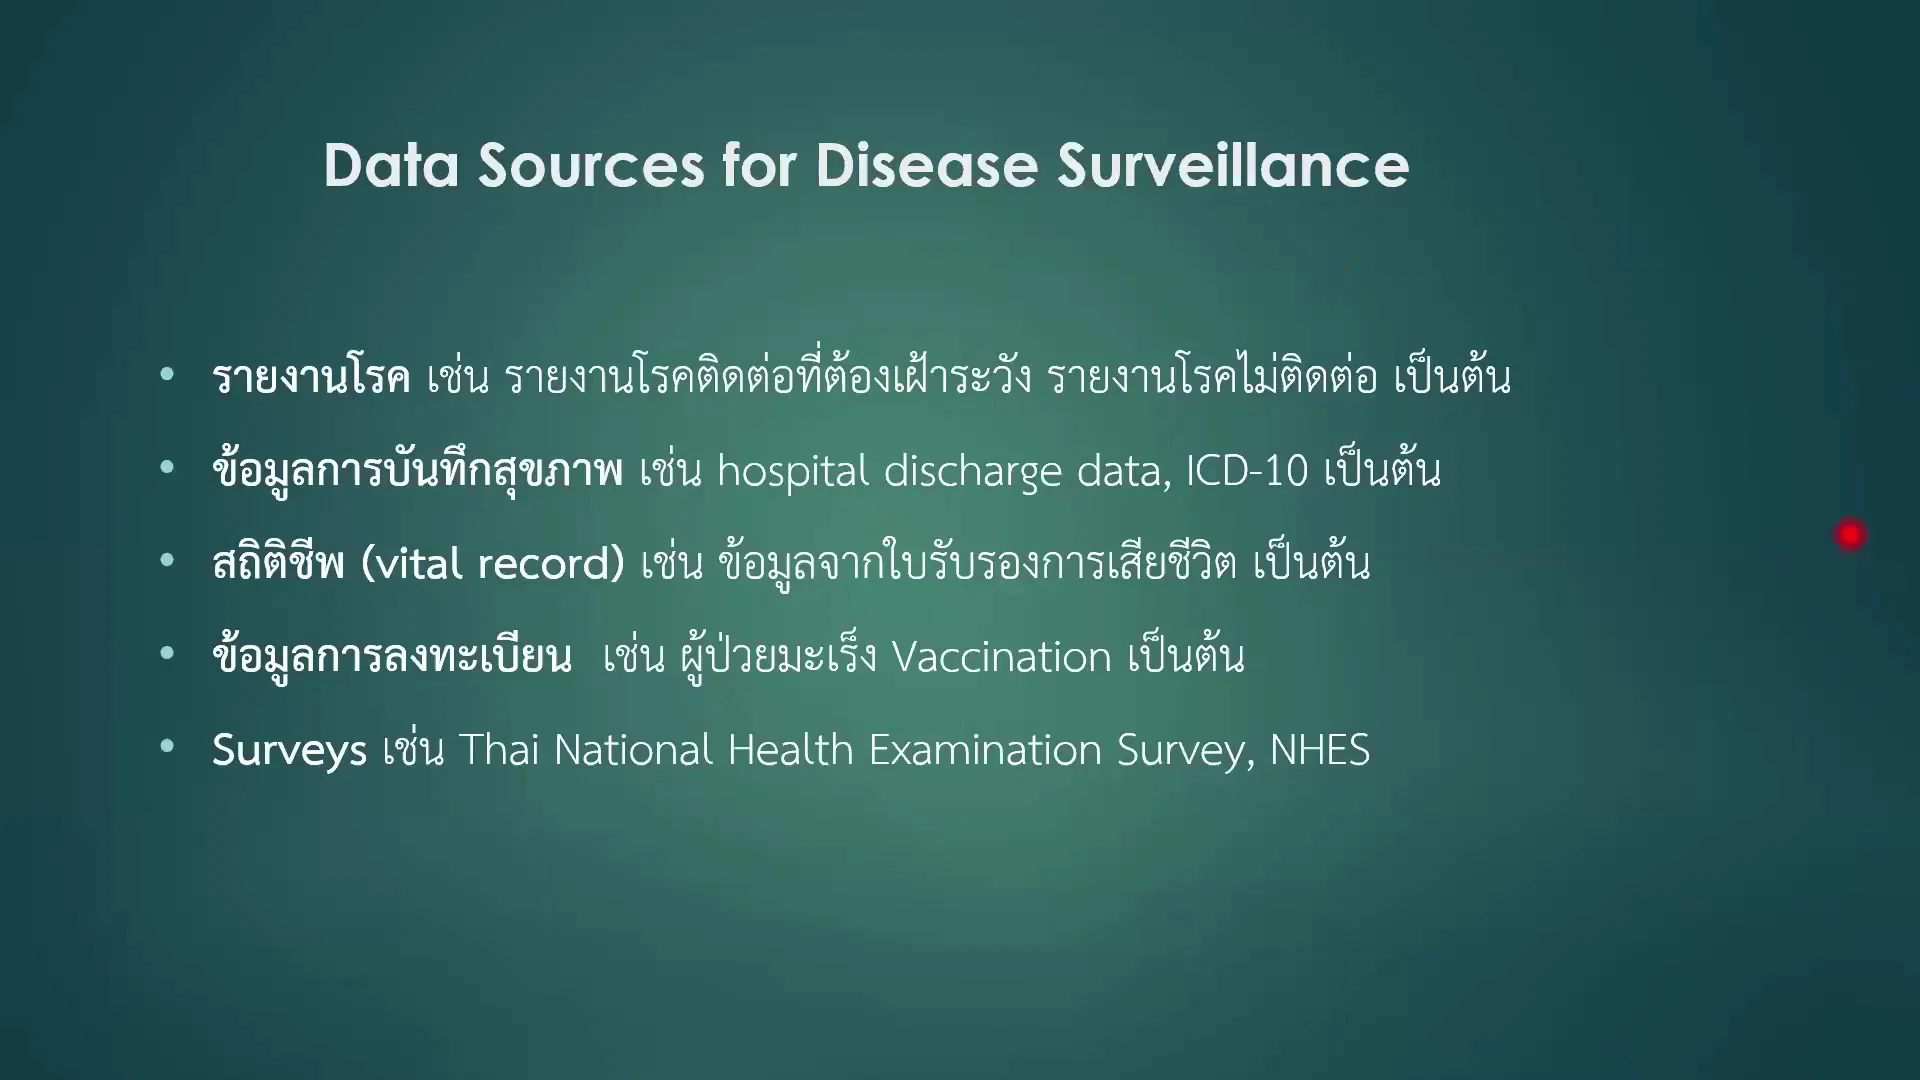 Data Sources for Disease Surveillance
• รายงานโรค เช่น รายงานโรคติดต่อที่ต้องเฝ้าระวัง รายงานโรคไม่ติดต่อ เป็นต้น
• ข้อมูลการบันทึกสุขภาพ เช่น hospital discharge data, ICD-10 เป็นต้น
• สถิติชีพ (vital record) เช่น ข้อมูลจากใบรับรองการเสียชีวิต เป็นต้น
• ข้อมูลการลงทะเบียน เช่น ผู้ป่วยมะเร็ง Vaccination เป็นต้น
• Surveys เช่น Thai National Health Examination Survey, NHES